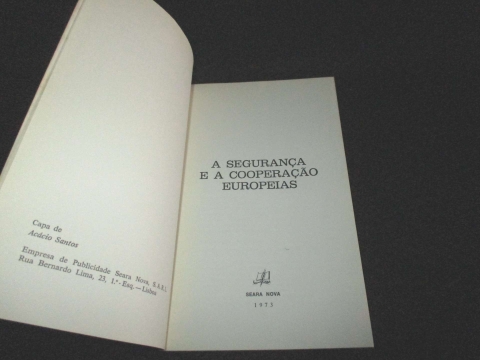 Capa de
Acácio Santos
Empresa de Publicidade Seara Nova, S.A.R.L.
Rua Bernardo Lima, 23, 1.º-Esq. — Lisboa
A SEGURANÇA
E A COOPERAÇÃO
EUROPEIAS
SEARA NOVA
1973